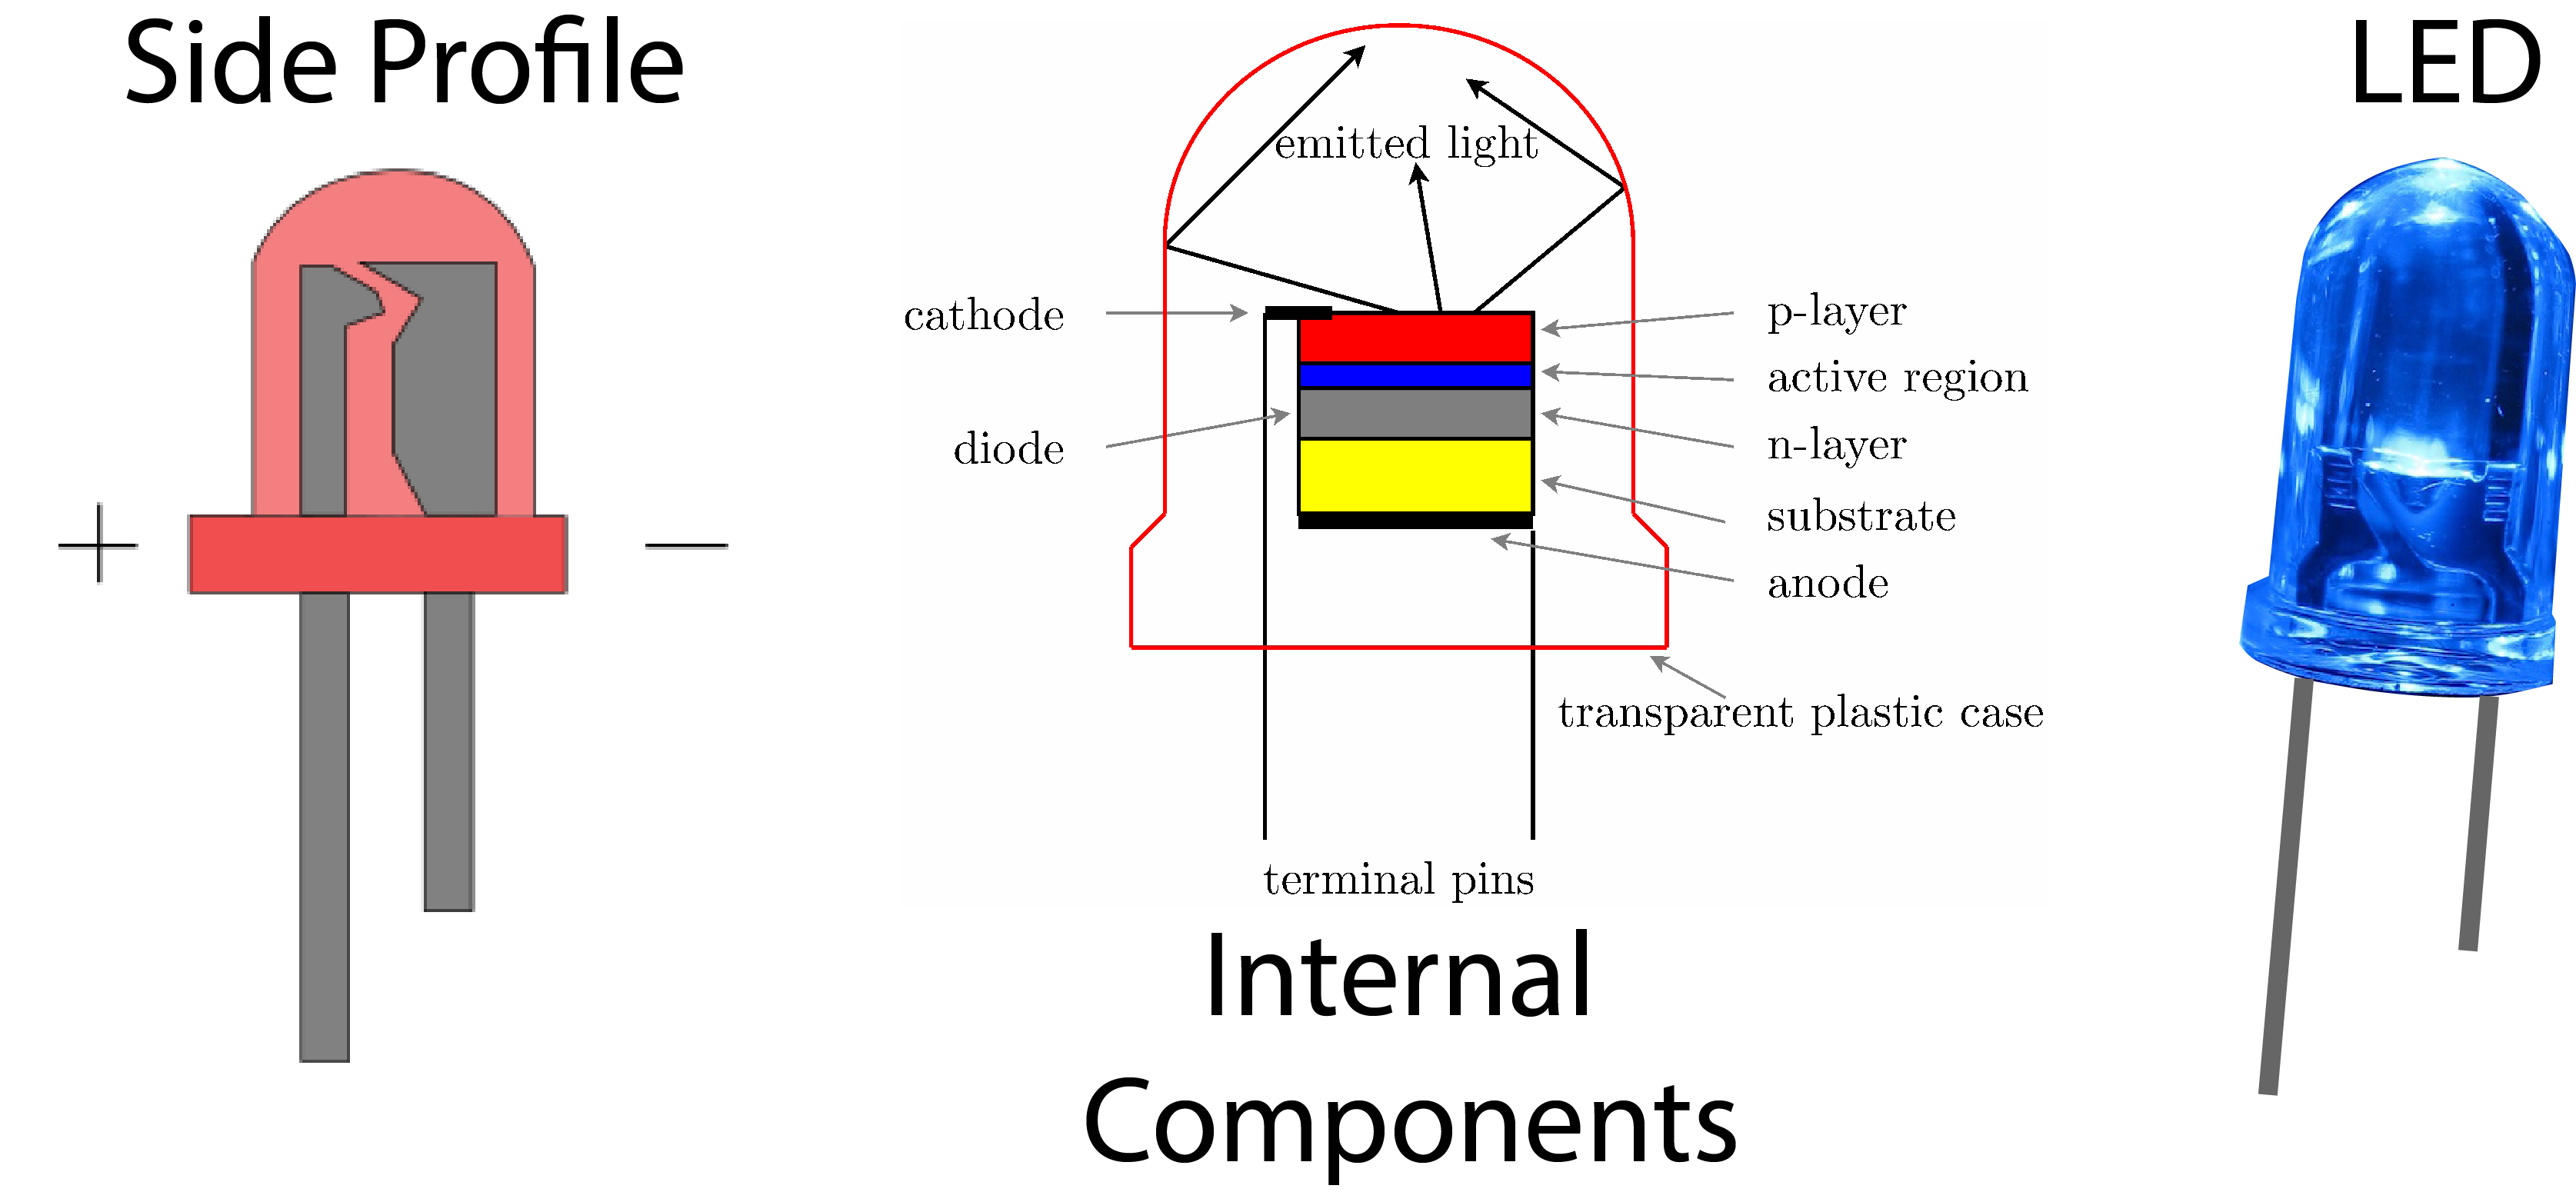 Side Profile
LED
emitted light
cathode
p-layer
active region
diode
n-layer
substrate
+
−
anode
transparent plastic case
terminal pins
Internal
Components